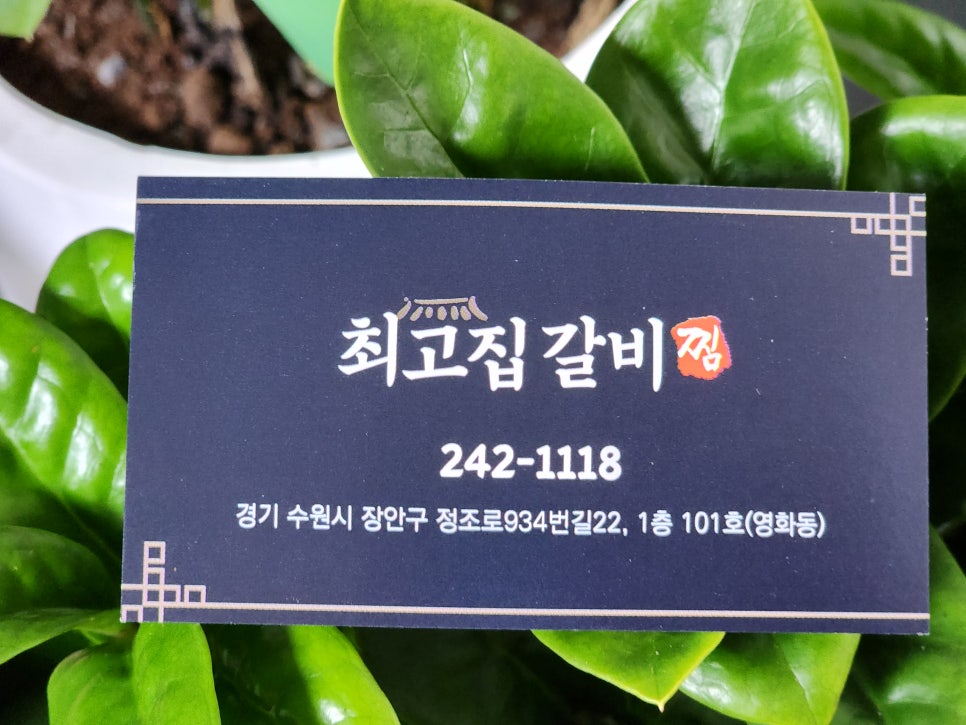 최고집 갈비찜
242-1118
경기 수원시 장안구 정조로934번길22, 1층 101호(영화동)